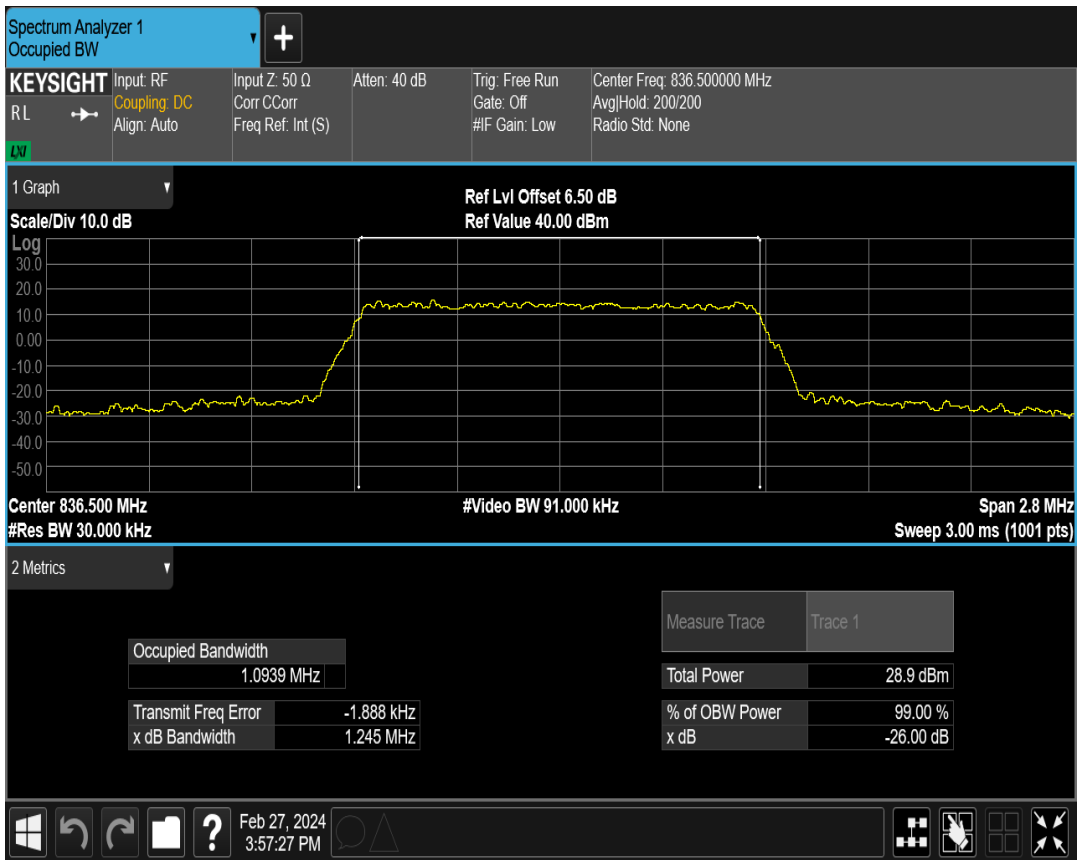 Spectrum Analyzer 1
Occupied BW
+
KEYSIGHT
R L
LXI
Input: RF
Coupling: DC
Align: Auto
Input Z: 50 Ω
Corr CCorr
Freq Ref: Int (S)
Atten: 40 dB
Trig: Free Run
Gate: Off
#IF Gain: Low
Center Freq: 836.500000 MHz
Avg|Hold: 200/200
Radio Std: None
1 Graph
Scale/Div 10.0 dB
Ref Lvl Offset 6.50 dB
Ref Value 40.00 dBm
Log
30.0
20.0
10.0
0.00
-10.0
-20.0
-30.0
-40.0
-50.0
Center 836.500 MHz
#Video BW 91.000 kHz
Span 2.8 MHz
#Res BW 30.000 kHz
Sweep 3.00 ms (1001 pts)
2 Metrics
Measure Trace Trace 1
Occupied Bandwidth
1.0939 MHz
Total Power 28.9 dBm
Transmit Freq Error -1.888 kHz
% of OBW Power 99.00 %
x dB Bandwidth 1.245 MHz
x dB -26.00 dB
?
Feb 27, 2024
3:57:27 PM